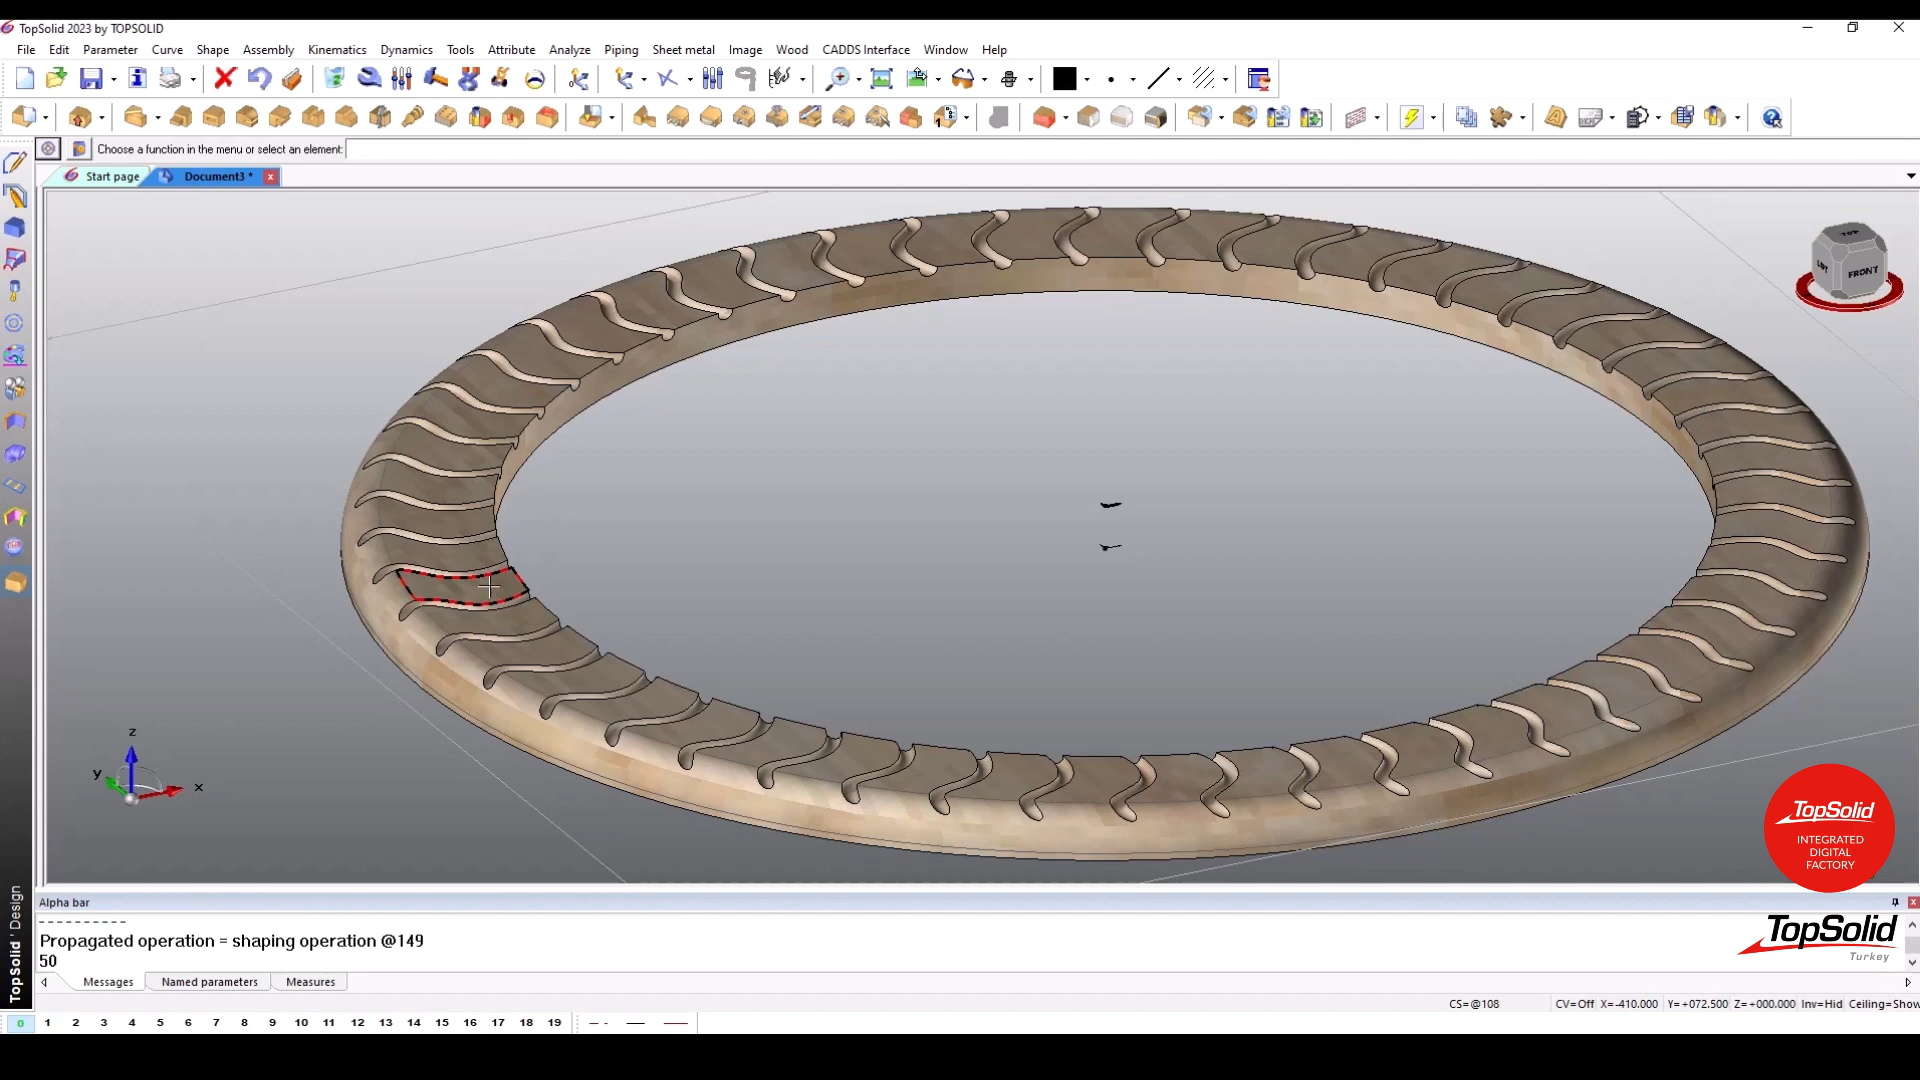 TopSolid 2023 by TOPSOLID
File Edit Parameter Curve Shape Assembly Kinematics Dynamics Tools Attribute Analyze Piping Sheet metal Image Wood CADDS Interface Window Help
Choose a function in the menu or select an element:
Start page Document3 *
TOP
FRONT
z
y
x
TopSolid
INTEGRATED
DIGITAL
FACTORY
TopSolid ' Design
Alpha bar
----------
Propagated operation = shaping operation @149
50
TopSolid
Turkey
Messages Named parameters Measures
CS=@108 CV=Off X=-410.000 Y=+072.500 Z=+000.000 Inv=Hid Ceiling=Show
0 1 2 3 4 5 6 7 8 9 10 11 12 13 14 15 16 17 18 19